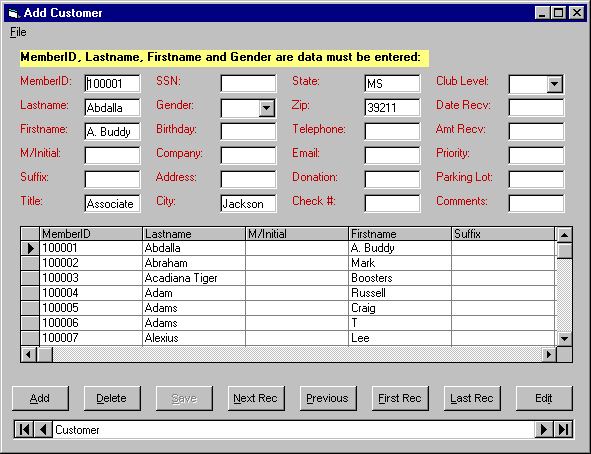 Add Customer
File
MemberID, Lastname, Firstname and Gender are data must be entered:
MemberID: 100001 SSN: State: MS Club Level:
Lastname: Abdalla Gender: Zip: 39211 Date Recv:
Firstname: A. Buddy Birthday: Telephone: Amt Recv:
M/Initial: Company: Email: Priority:
Suffix: Address: Donation: Parking Lot:
Title: Associate City: Jackson Check #: Comments:
MemberID Lastname M/Initial Firstname Suffix
100001 Abdalla A. Buddy
100002 Abraham Mark
100003 Acadiana Tiger Boosters
100004 Adam Russell
100005 Adams Craig
100006 Adams T
100007 Alexius Lee
Add Delete Save Next Rec Previous First Rec Last Rec Edit
Customer